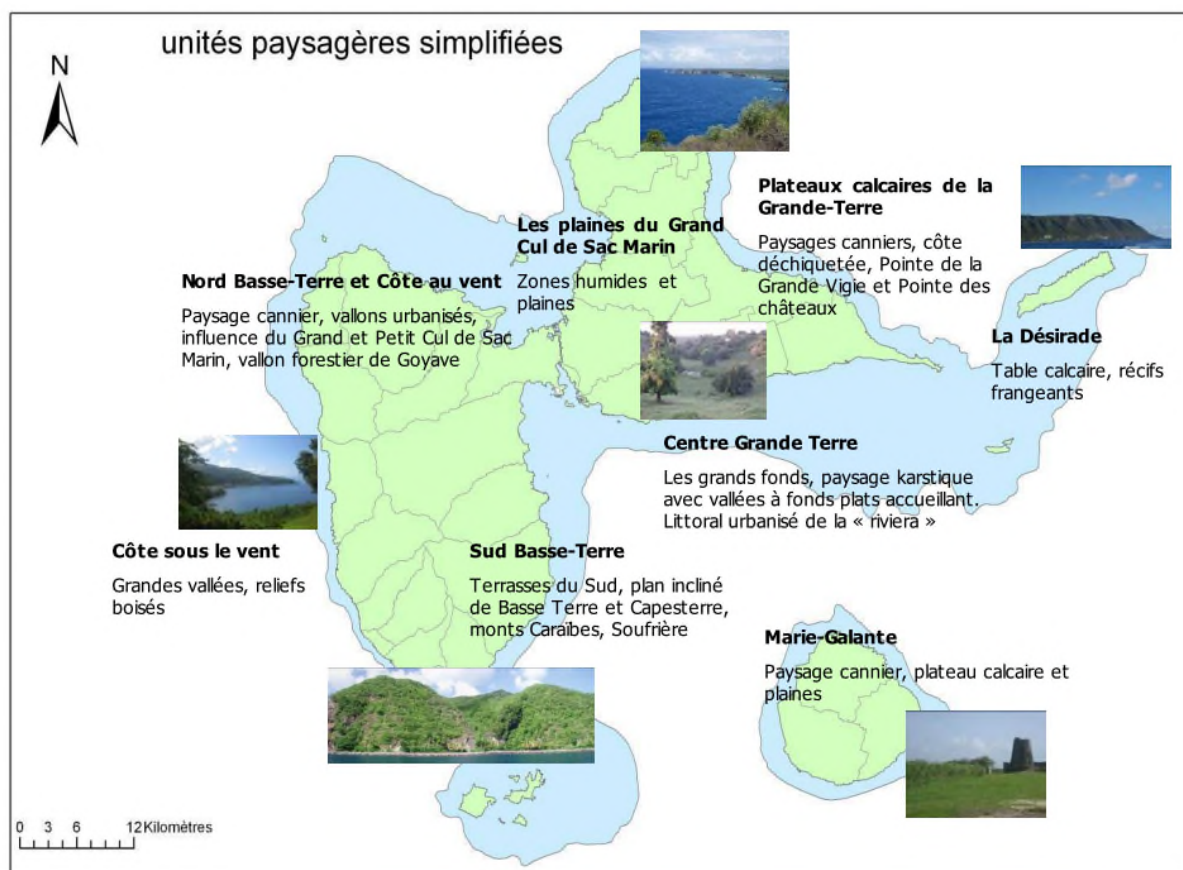 unités paysagères simplifiées
N
Plateaux calcaires de la
Grande-Terre
Paysages canniers, côte
déchiquetée, Pointe de la
Grande Vigie et Pointe des
châteaux
Les plaines du Grand
Cul de Sac Marin
Zones humides et
plaines
Nord Basse-Terre et Côte au vent
Paysage cannier, vallons urbanisés,
influence du Grand et Petit Cul de Sac
Marin, vallon forestier de Goyave
La Désirade
Table calcaire, récifs
frangeants
Centre Grande Terre
Les grands fonds, paysage karstique
avec vallées à fonds plats accueillant.
Littoral urbanisé de la « riviera »
Côte sous le vent
Grandes vallées, reliefs
boisés
Sud Basse-Terre
Terrasses du Sud, plan incliné
de Basse Terre et Capesterre,
monts Caraïbes, Soufrière
Marie-Galante
Paysage cannier, plateau calcaire et
plaines
0 3 6 12 Kilomètres